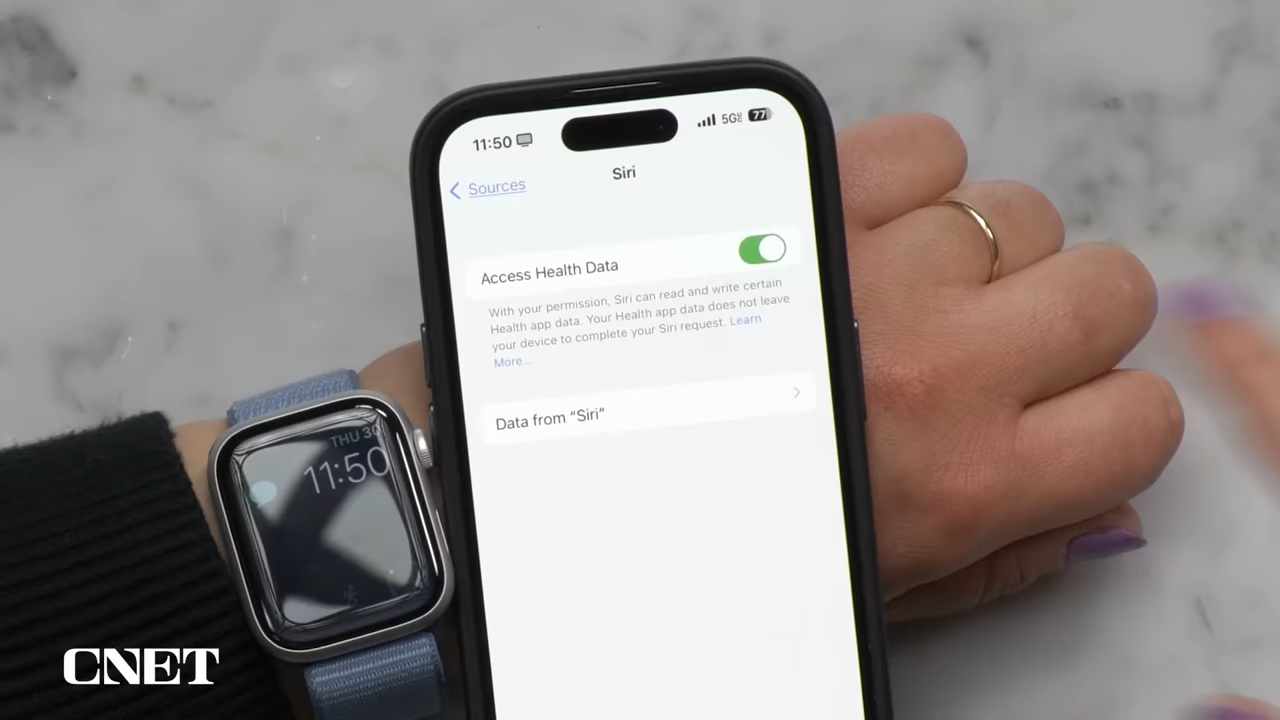 11:50
5G
77
Sources
Siri
Access Health Data
With your permission, Siri can read and write certain
Health app data. Your Health app data does not leave
your device to complete your Siri request. Learn
More...
Data from “Siri”
THU 30
11:50
CNET